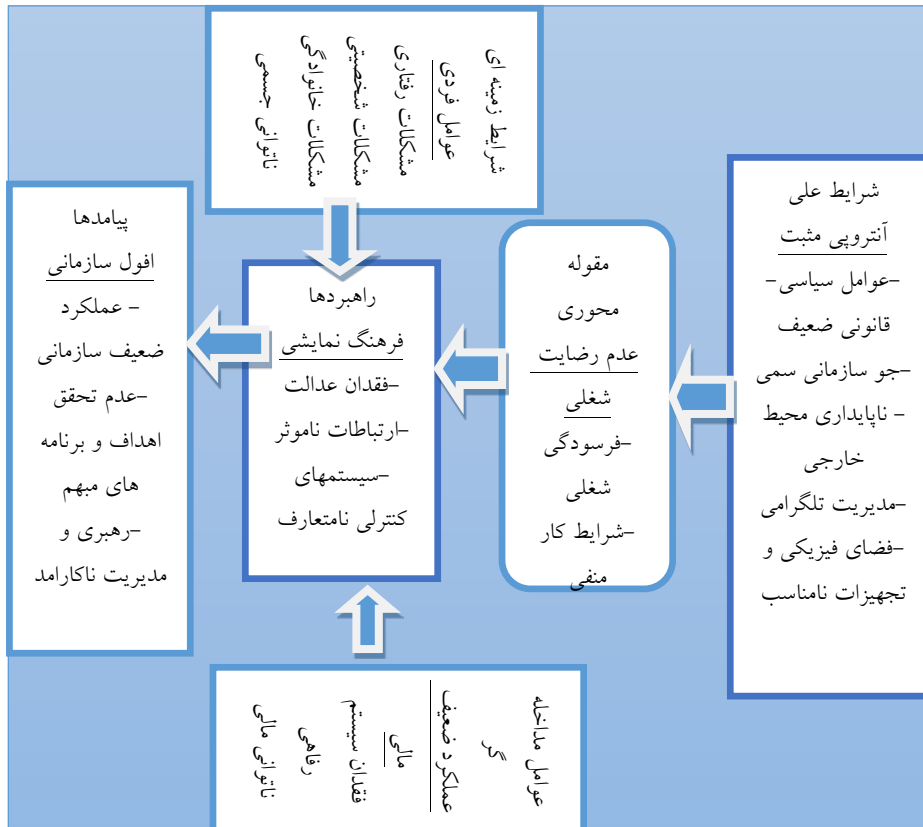 شرایط زمینه ای
عوامل فردی
مشکلات رفتاری
مشکلات شخصیتی
مشکلات خانوادگی
ناتوانی جسمی
شرایط علی
آنتروپی مثبت
-عوامل سیاسی-
قانونی ضعیف
-جو سازمانی سمی
- ناپایداری محیط
خارجی
-مدیریت تلگرامی
-فضای فیزیکی و
تجهیزات نامناسب
مقوله
محوری
عدم رضایت
شغلی
-فرسودگی
شغلی
-شرایط کار
منفی
راهبردها
فرهنگ نمایشی
-فقدان عدالت
-ارتباطات ناموثر
-سیستمهای
کنترلی نامتعارف
پیامدها
افول سازمانی
- عملکرد
ضعیف سازمانی
-عدم تحقق
اهداف و برنامه
های مبهم
-رهبری و
مدیریت ناکارامد
عوامل مداخله
گر
عملکرد ضعیف
مالی
فقدان سیستم
رفاهی
ناتوانی مالی